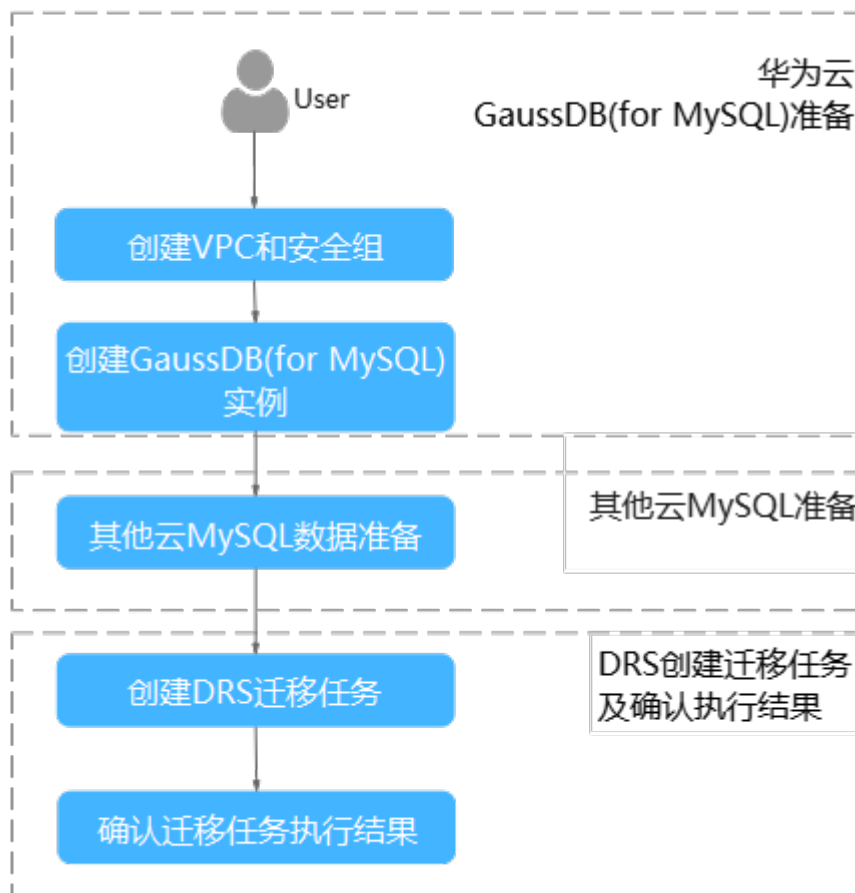 华为云
GaussDB(for MySQL)准备
User
创建VPC和安全组
创建GaussDB(for MySQL)
实例
其他云MySQL准备
其他云MySQL数据准备
DRS创建迁移任务
及确认执行结果
创建DRS迁移任务
确认迁移任务执行结果